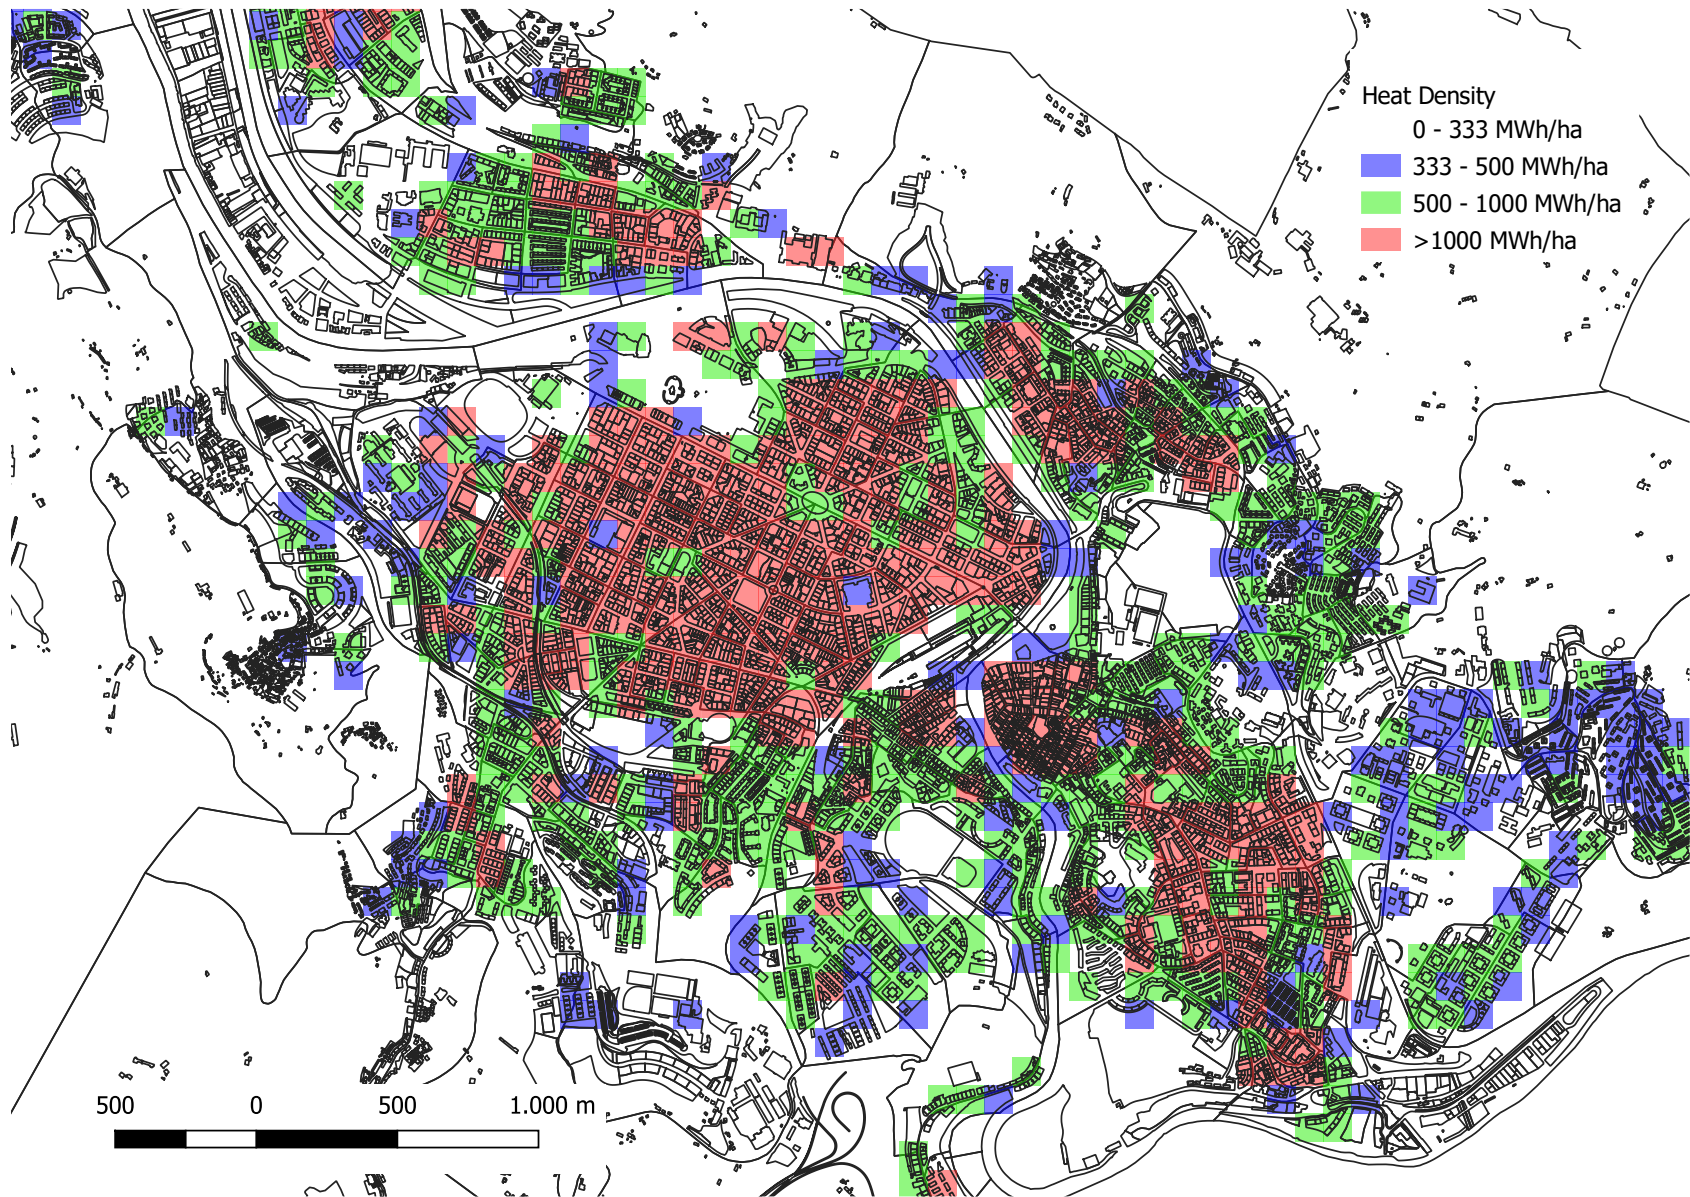 Heat Density
0 - 333 MWh/ha
333 - 500 MWh/ha
500 - 1000 MWh/ha
>1000 MWh/ha
500 0 500 1.000 m